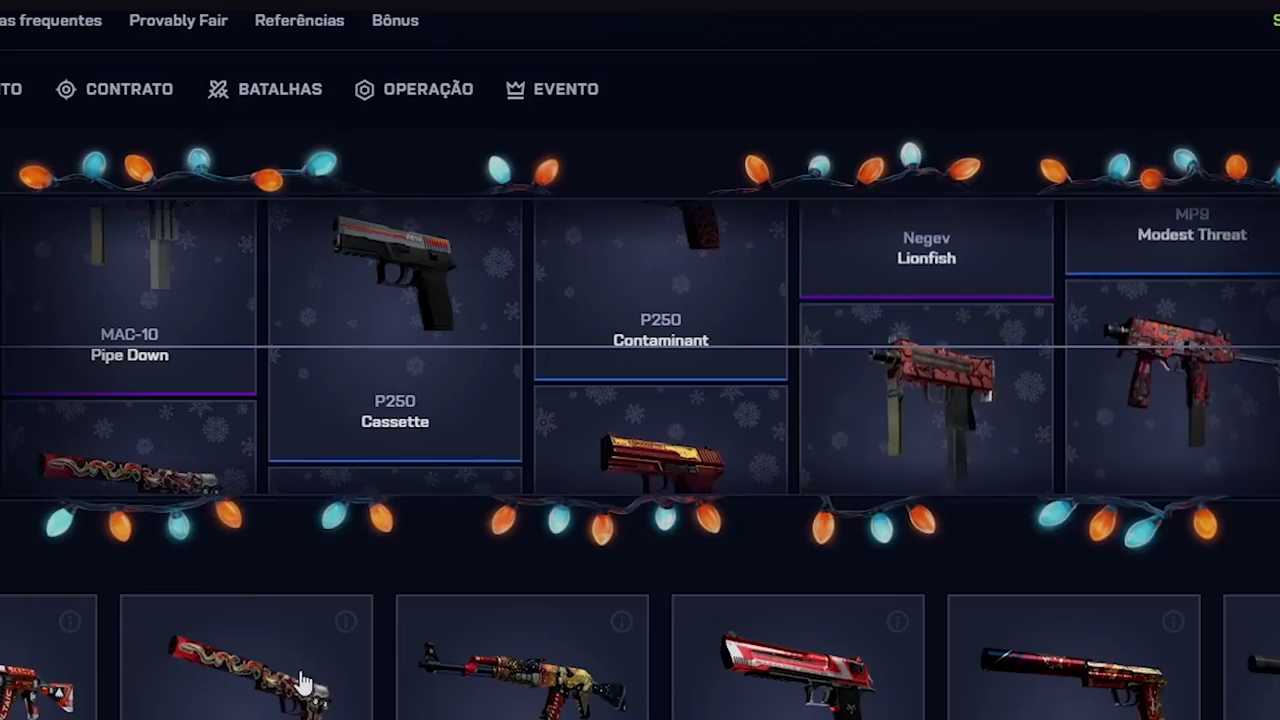 as frequentes Provably Fair Referências Bônus
TO CONTRATO BATALHAS OPERAÇÃO EVENTO
MAC-10
Pipe Down
P250
Cassette
P250
Contaminant
Negev
Lionfish
MP9
Modest Threat